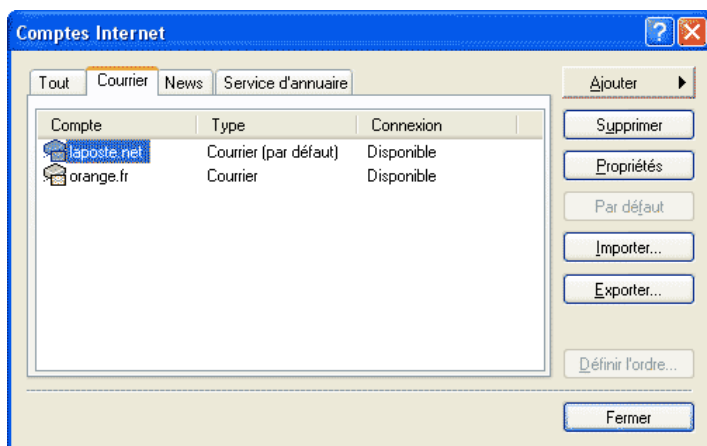 Comptes Internet
Tout Courrier News Service d'annuaire
Ajouter
Compte Type Connexion
Supprimer
laposte.net Courrier (par défaut) Disponible
Propriétés
orange.fr Courrier Disponible
Par défaut
Importer...
Exporter...
Définir l'ordre...
Fermer